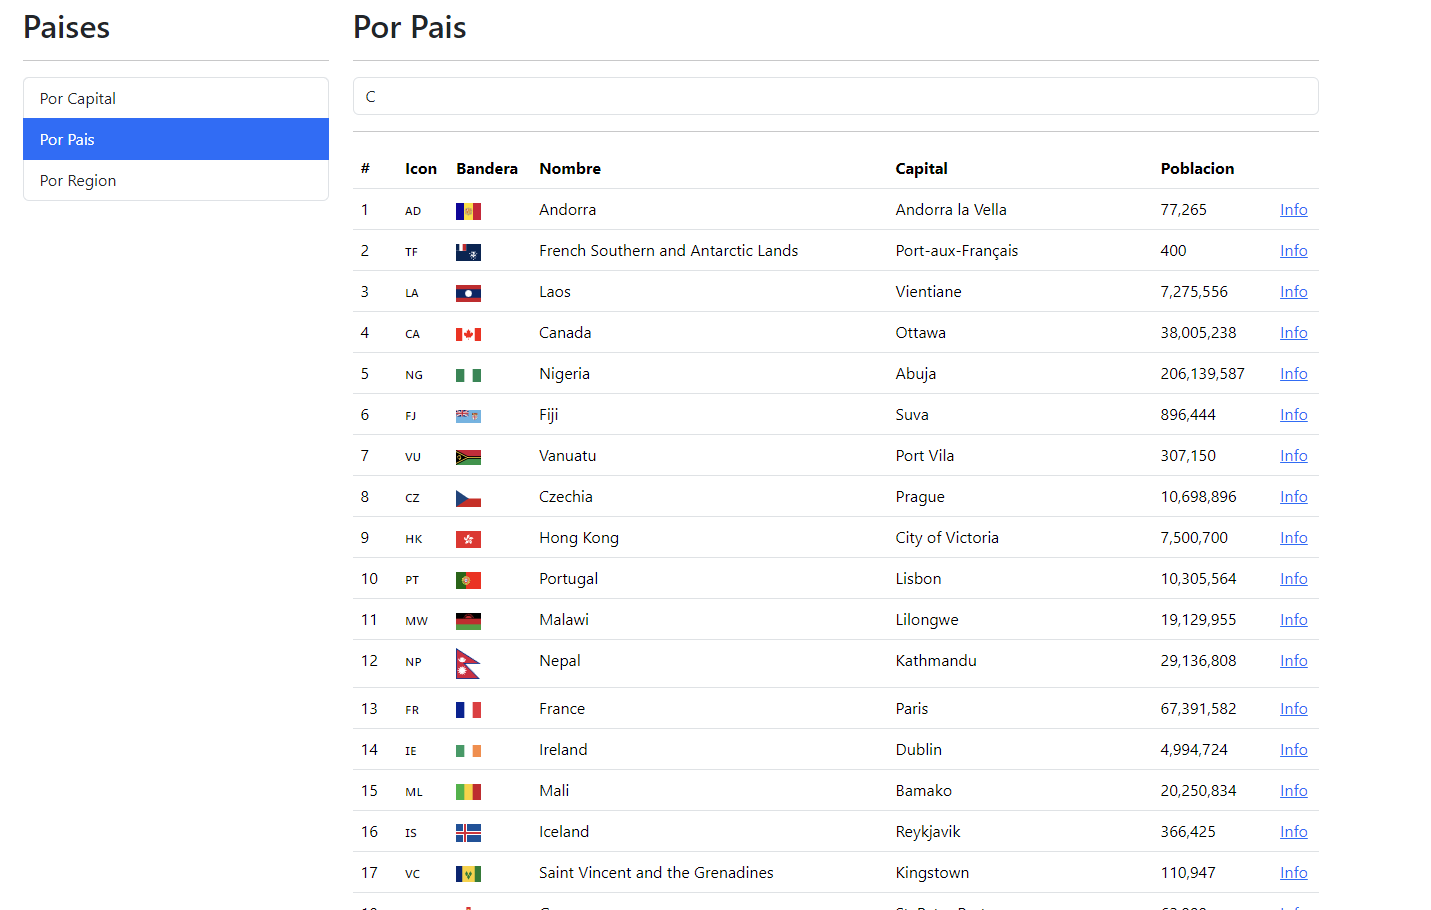 Paises
Por Capital
Por Pais
Por Region
Por Pais
C
# Icon Bandera Nombre Capital Poblacion
1 AD Andorra Andorra la Vella 77,265 Info
2 TF French Southern and Antarctic Lands Port-aux-Français 400 Info
3 LA Laos Vientiane 7,275,556 Info
4 CA Canada Ottawa 38,005,238 Info
5 NG Nigeria Abuja 206,139,587 Info
6 FJ Fiji Suva 896,444 Info
7 VU Vanuatu Port Vila 307,150 Info
8 CZ Czechia Prague 10,698,896 Info
9 HK Hong Kong City of Victoria 7,500,700 Info
10 PT Portugal Lisbon 10,305,564 Info
11 MW Malawi Lilongwe 19,129,955 Info
12 NP Nepal Kathmandu 29,136,808 Info
13 FR France Paris 67,391,582 Info
14 IE Ireland Dublin 4,994,724 Info
15 ML Mali Bamako 20,250,834 Info
16 IS Iceland Reykjavik 366,425 Info
17 VC Saint Vincent and the Grenadines Kingstown 110,947 Info